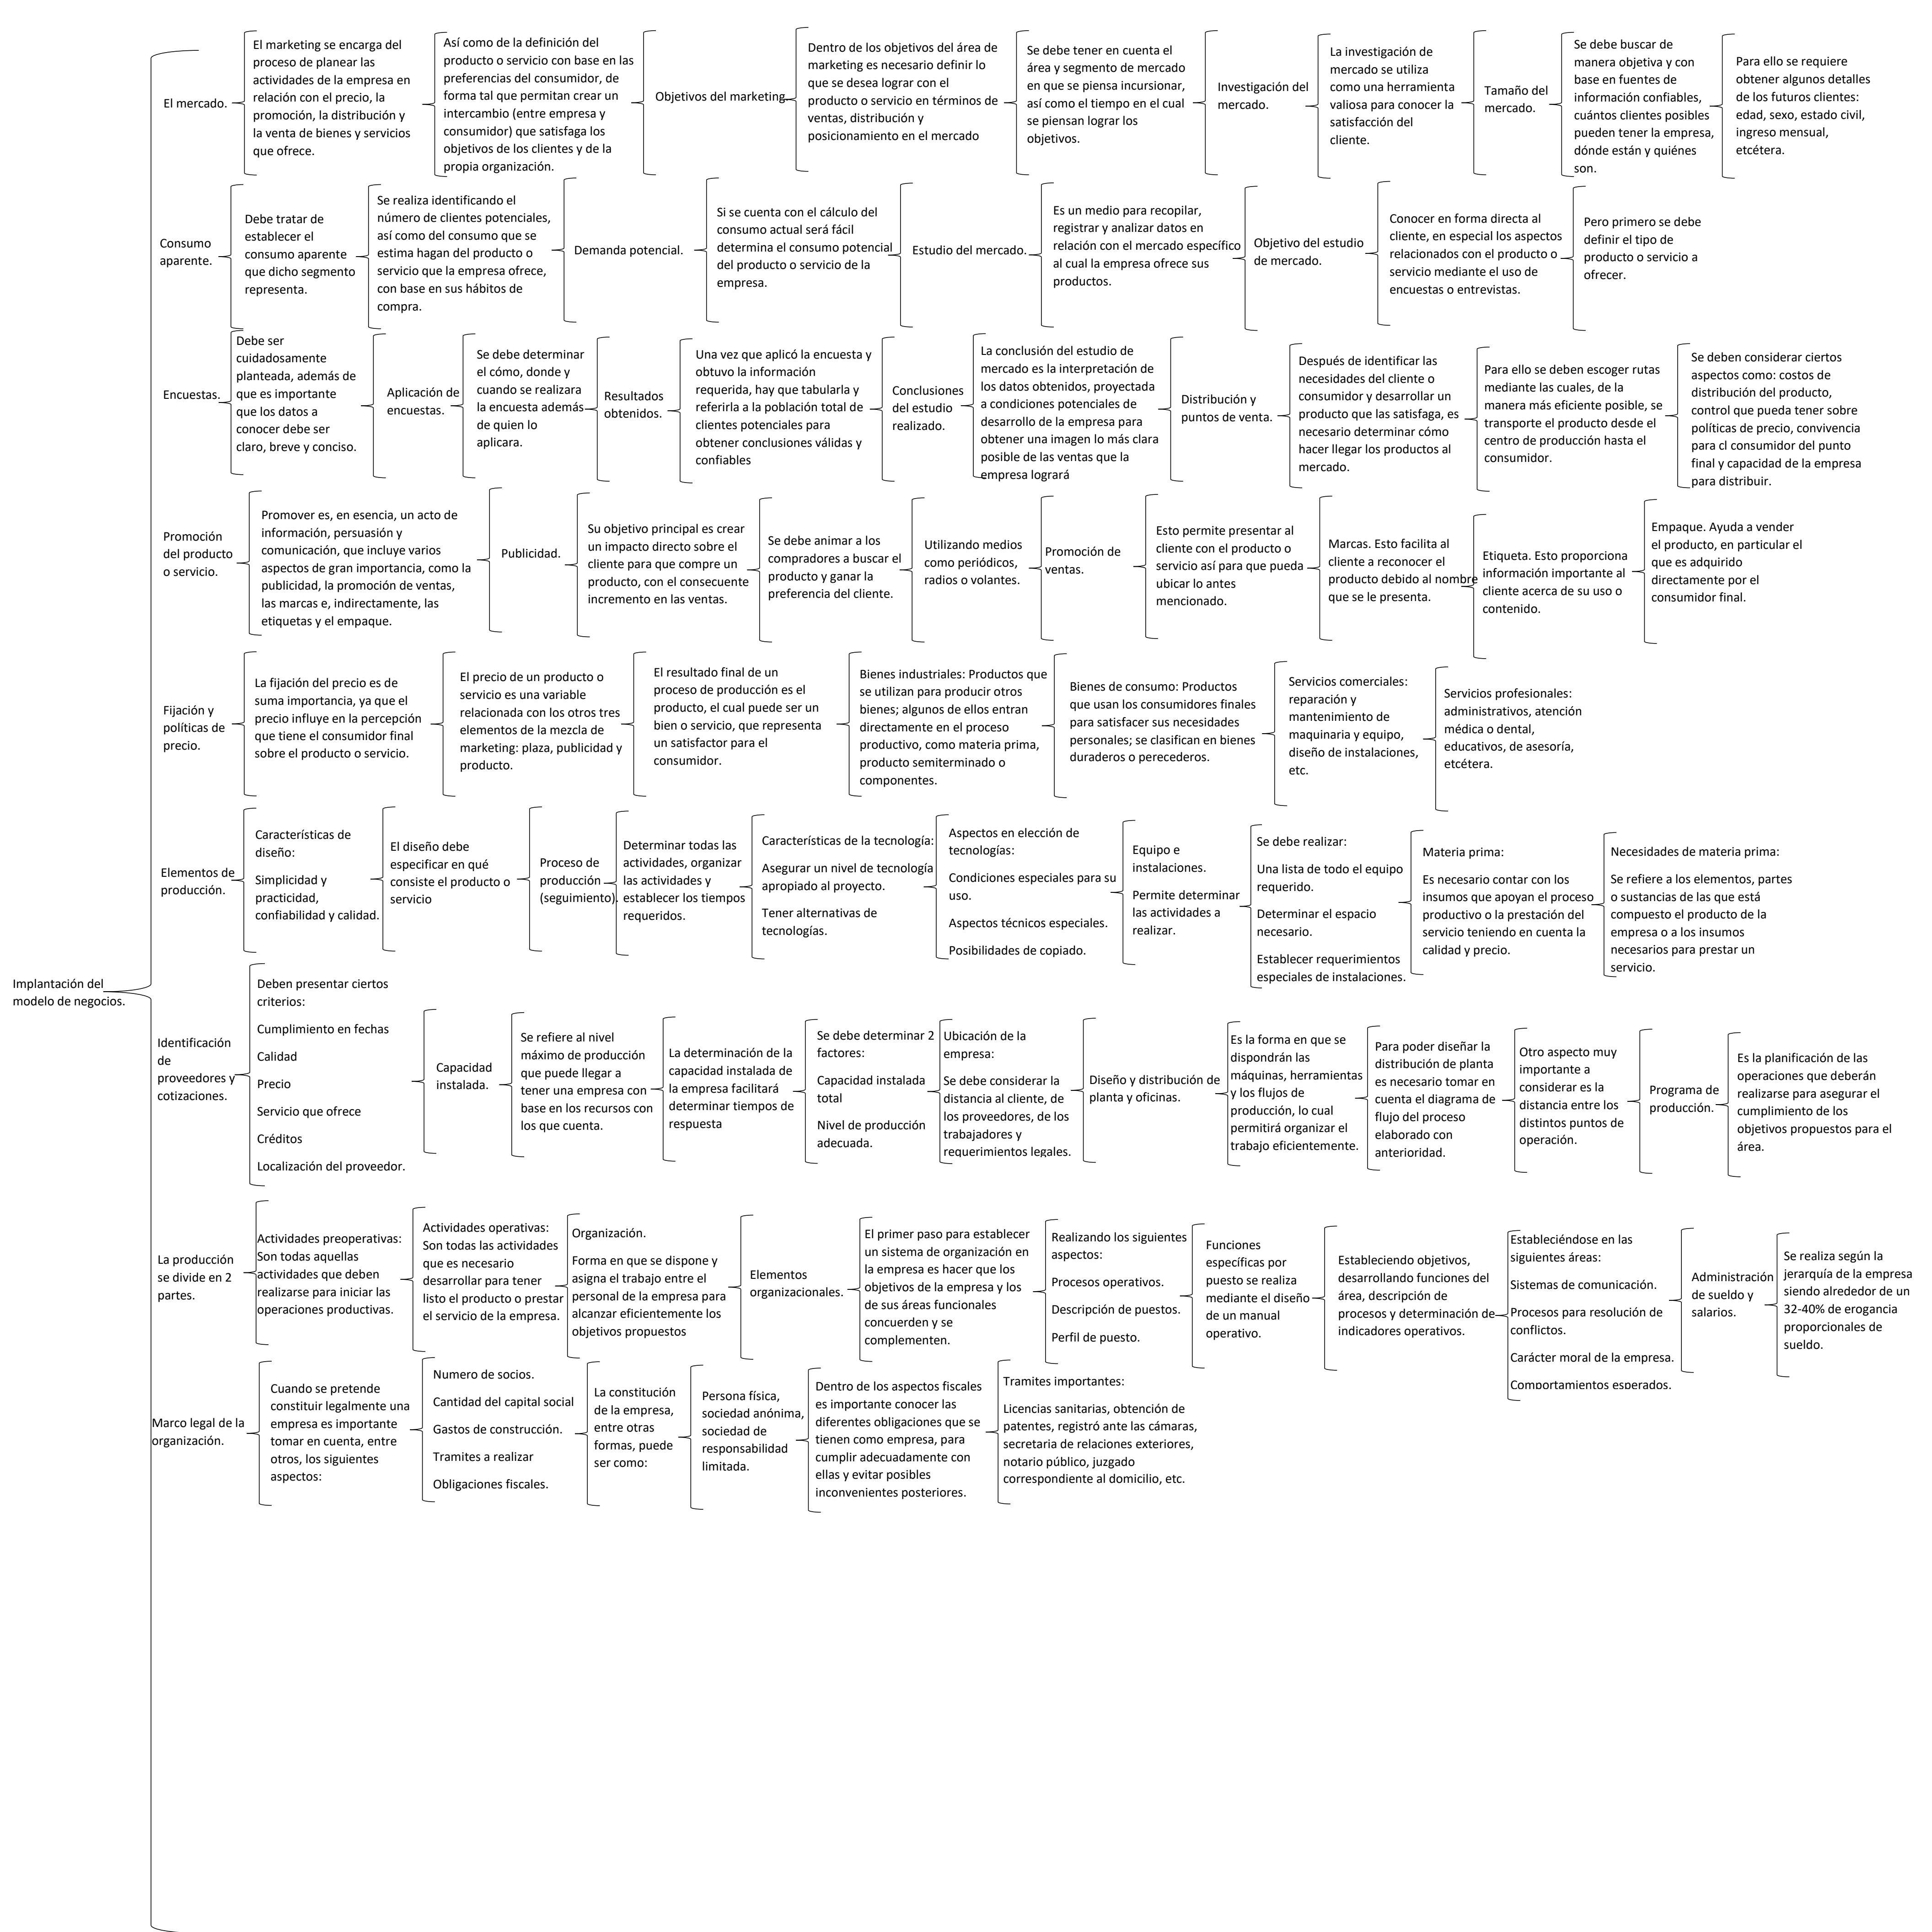 Implantación del
modelo de negocios.
El mercado.
El marketing se encarga del
proceso de planear las
actividades de la empresa en
relación con el precio, la
promoción, la distribución y
la venta de bienes y servicios
que ofrece.
Así como de la definición del
producto o servicio con base en las
preferencias del consumidor, de
forma tal que permitan crear un
intercambio (entre empresa y
consumidor) que satisfaga los
objetivos de los clientes y de la
propia organización.
Objetivos del marketing.
Dentro de los objetivos del área de
marketing es necesario definir lo
que se desea lograr con el
producto o servicio en términos de
ventas, distribución y
posicionamiento en el mercado
Se debe tener en cuenta el
área y segmento de mercado
en que se piensa incursionar,
así como el tiempo en el cual
se piensan lograr los
objetivos.
Investigación del
mercado.
La investigación de
mercado se utiliza
como una herramienta
valiosa para conocer la
satisfacción del
cliente.
Tamaño del
mercado.
Se debe buscar de
manera objetiva y con
base en fuentes de
información confiables,
cuántos clientes posibles
pueden tener la empresa,
dónde están y quiénes
son.
Para ello se requiere
obtener algunos detalles
de los futuros clientes:
edad, sexo, estado civil,
ingreso mensual,
etcétera.
Consumo
aparente.
Debe tratar de
establecer el
consumo aparente
que dicho segmento
representa.
Se realiza identificando el
número de clientes potenciales,
así como del consumo que se
estima hagan del producto o
servicio que la empresa ofrece,
con base en sus hábitos de
compra.
Demanda potencial.
Si se cuenta con el cálculo del
consumo actual será fácil
determina el consumo potencial
del producto o servicio de la
empresa.
Estudio del mercado.
Es un medio para recopilar,
registrar y analizar datos en
relación con el mercado específico
al cual la empresa ofrece sus
productos.
Objetivo del estudio
de mercado.
Conocer en forma directa al
cliente, en especial los aspectos
relacionados con el producto o
servicio mediante el uso de
encuestas o entrevistas.
Pero primero se debe
definir el tipo de
producto o servicio a
ofrecer.
Encuestas.
Debe ser
cuidadosamente
planteada, además de
que es importante
que los datos a
conocer debe ser
claro, breve y conciso.
Aplicación de
encuestas.
Se debe determinar
el cómo, donde y
cuando se realizara
la encuesta además
de quien lo
aplicara.
Resultados
obtenidos.
Una vez que aplicó la encuesta y
obtuvo la información
requerida, hay que tabularla y
referirla a la población total de
clientes potenciales para
obtener conclusiones válidas y
confiables
Conclusiones
del estudio
realizado.
La conclusión del estudio de
mercado es la interpretación de
los datos obtenidos, proyectada
a condiciones potenciales de
desarrollo de la empresa para
obtener una imagen lo más clara
posible de las ventas que la
empresa logrará
Distribución y
puntos de venta.
Después de identificar las
necesidades del cliente o
consumidor y desarrollar un
producto que las satisfaga, es
necesario determinar cómo
hacer llegar los productos al
mercado.
Para ello se deben escoger rutas
mediante las cuales, de la
manera más eficiente posible, se
transporte el producto desde el
centro de producción hasta el
consumidor.
Se deben considerar ciertos
aspectos como: costos de
distribución del producto,
control que pueda tener sobre
políticas de precio, convivencia
para cl consumidor del punto
final y capacidad de la empresa
para distribuir.
Promoción
del producto
o servicio.
Promover es, en esencia, un acto de
información, persuasión y
comunicación, que incluye varios
aspectos de gran importancia, como la
publicidad, la promoción de ventas,
las marcas e, indirectamente, las
etiquetas y el empaque.
Publicidad.
Su objetivo principal es crear
un impacto directo sobre el
cliente para que compre un
producto, con el consecuente
incremento en las ventas.
Se debe animar a los
compradores a buscar el
producto y ganar la
preferencia del cliente.
Utilizando medios
como periódicos,
radios o volantes.
Promoción de
ventas.
Esto permite presentar al
cliente con el producto o
servicio así para que pueda
ubicar lo antes
mencionado.
Marcas. Esto facilita al
cliente a reconocer el
producto debido al nombre
que se le presenta.
Etiqueta. Esto proporciona
información importante al
cliente acerca de su uso o
contenido.
Empaque. Ayuda a vender
el producto, en particular el
que es adquirido
directamente por el
consumidor final.
Fijación y
políticas de
precio.
La fijación del precio es de
suma importancia, ya que el
precio influye en la percepción
que tiene el consumidor final
sobre el producto o servicio.
El precio de un producto o
servicio es una variable
relacionada con los otros tres
elementos de la mezcla de
marketing: plaza, publicidad y
producto.
El resultado final de un
proceso de producción es el
producto, el cual puede ser un
bien o servicio, que representa
un satisfactor para el
consumidor.
Bienes industriales: Productos que
se utilizan para producir otros
bienes; algunos de ellos entran
directamente en el proceso
productivo, como materia prima,
producto semiterminado o
componentes.
Bienes de consumo: Productos
que usan los consumidores finales
para satisfacer sus necesidades
personales; se clasifican en bienes
duraderos o perecederos.
Servicios comerciales:
reparación y
mantenimiento de
maquinaria y equipo,
diseño de instalaciones,
etc.
Servicios profesionales:
administrativos, atención
médica o dental,
educativos, de asesoría,
etcétera.
Elementos de
producción.
Características de
diseño:
Simplicidad y
practicidad,
confiabilidad y calidad.
El diseño debe
especificar en qué
consiste el producto o
servicio
Proceso de
producción
(seguimiento).
Determinar todas las
actividades, organizar
las actividades y
establecer los tiempos
requeridos.
Características de la tecnología:
Asegurar un nivel de tecnología
apropiado al proyecto.
Tener alternativas de
tecnologías.
Aspectos en elección de
tecnologías:
Condiciones especiales para su
uso.
Aspectos técnicos especiales.
Posibilidades de copiado.
Equipo e
instalaciones.
Permite determinar
las actividades a
realizar.
Se debe realizar:
Una lista de todo el equipo
requerido.
Determinar el espacio
necesario.
Establecer requerimientos
especiales de instalaciones.
Materia prima:
Es necesario contar con los
insumos que apoyan el proceso
productivo o la prestación del
servicio teniendo en cuenta la
calidad y precio.
Necesidades de materia prima:
Se refiere a los elementos, partes
o sustancias de las que está
compuesto el producto de la
empresa o a los insumos
necesarios para prestar un
servicio.
Identificación
de
proveedores y
cotizaciones.
Deben presentar ciertos
criterios:
Cumplimiento en fechas
Calidad
Precio
Servicio que ofrece
Créditos
Localización del proveedor.
Capacidad
instalada.
Se refiere al nivel
máximo de producción
que puede llegar a
tener una empresa con
base en los recursos con
los que cuenta.
La determinación de la
capacidad instalada de
la empresa facilitará
determinar tiempos de
respuesta
Se debe determinar 2
factores:
Capacidad instalada
total
Nivel de producción
adecuada.
Ubicación de la
empresa:
Se debe considerar la
distancia al cliente, de
los proveedores, de los
trabajadores y
requerimientos legales.
Diseño y distribución de
planta y oficinas.
Es la forma en que se
dispondrán las
máquinas, herramientas
y los flujos de
producción, lo cual
permitirá organizar el
trabajo eficientemente.
Para poder diseñar la
distribución de planta
es necesario tomar en
cuenta el diagrama de
flujo del proceso
elaborado con
anterioridad.
Otro aspecto muy
importante a
considerar es la
distancia entre los
distintos puntos de
operación.
Programa de
producción.
Es la planificación de las
operaciones que deberán
realizarse para asegurar el
cumplimiento de los
objetivos propuestos para el
área.
La producción
se divide en 2
partes.
Actividades preoperativas:
Son todas aquellas
actividades que deben
realizarse para iniciar las
operaciones productivas.
Actividades operativas:
Son todas las actividades
que es necesario
desarrollar para tener
listo el producto o prestar
el servicio de la empresa.
Organización.
Forma en que se dispone y
asigna el trabajo entre el
personal de la empresa para
alcanzar eficientemente los
objetivos propuestos
Elementos
organizacionales.
El primer paso para establecer
un sistema de organización en
la empresa es hacer que los
objetivos de la empresa y los
de sus áreas funcionales
concuerden y se
complementen.
Realizando los siguientes
aspectos:
Procesos operativos.
Descripción de puestos.
Perfil de puesto.
Funciones
específicas por
puesto se realiza
mediante el diseño
de un manual
operativo.
Estableciendo objetivos,
desarrollando funciones del
área, descripción de
procesos y determinación de
indicadores operativos.
Estableciéndose en las
siguientes áreas:
Sistemas de comunicación.
Procesos para resolución de
conflictos.
Carácter moral de la empresa.
Comportamientos esperados.
Administración
de sueldo y
salarios.
Se realiza según la
jerarquía de la empresa
siendo alrededor de un
32-40% de erogancia
proporcionales de
sueldo.
Marco legal de la
organización.
Cuando se pretende
constituir legalmente una
empresa es importante
tomar en cuenta, entre
otros, los siguientes
aspectos:
Numero de socios.
Cantidad del capital social
Gastos de construcción.
Tramites a realizar
Obligaciones fiscales.
La constitución
de la empresa,
entre otras
formas, puede
ser como:
Persona física,
sociedad anónima,
sociedad de
responsabilidad
limitada.
Dentro de los aspectos fiscales
es importante conocer las
diferentes obligaciones que se
tienen como empresa, para
cumplir adecuadamente con
ellas y evitar posibles
inconvenientes posteriores.
Tramites importantes:
Licencias sanitarias, obtención de
patentes, registró ante las cámaras,
secretaria de relaciones exteriores,
notario público, juzgado
correspondiente al domicilio, etc.